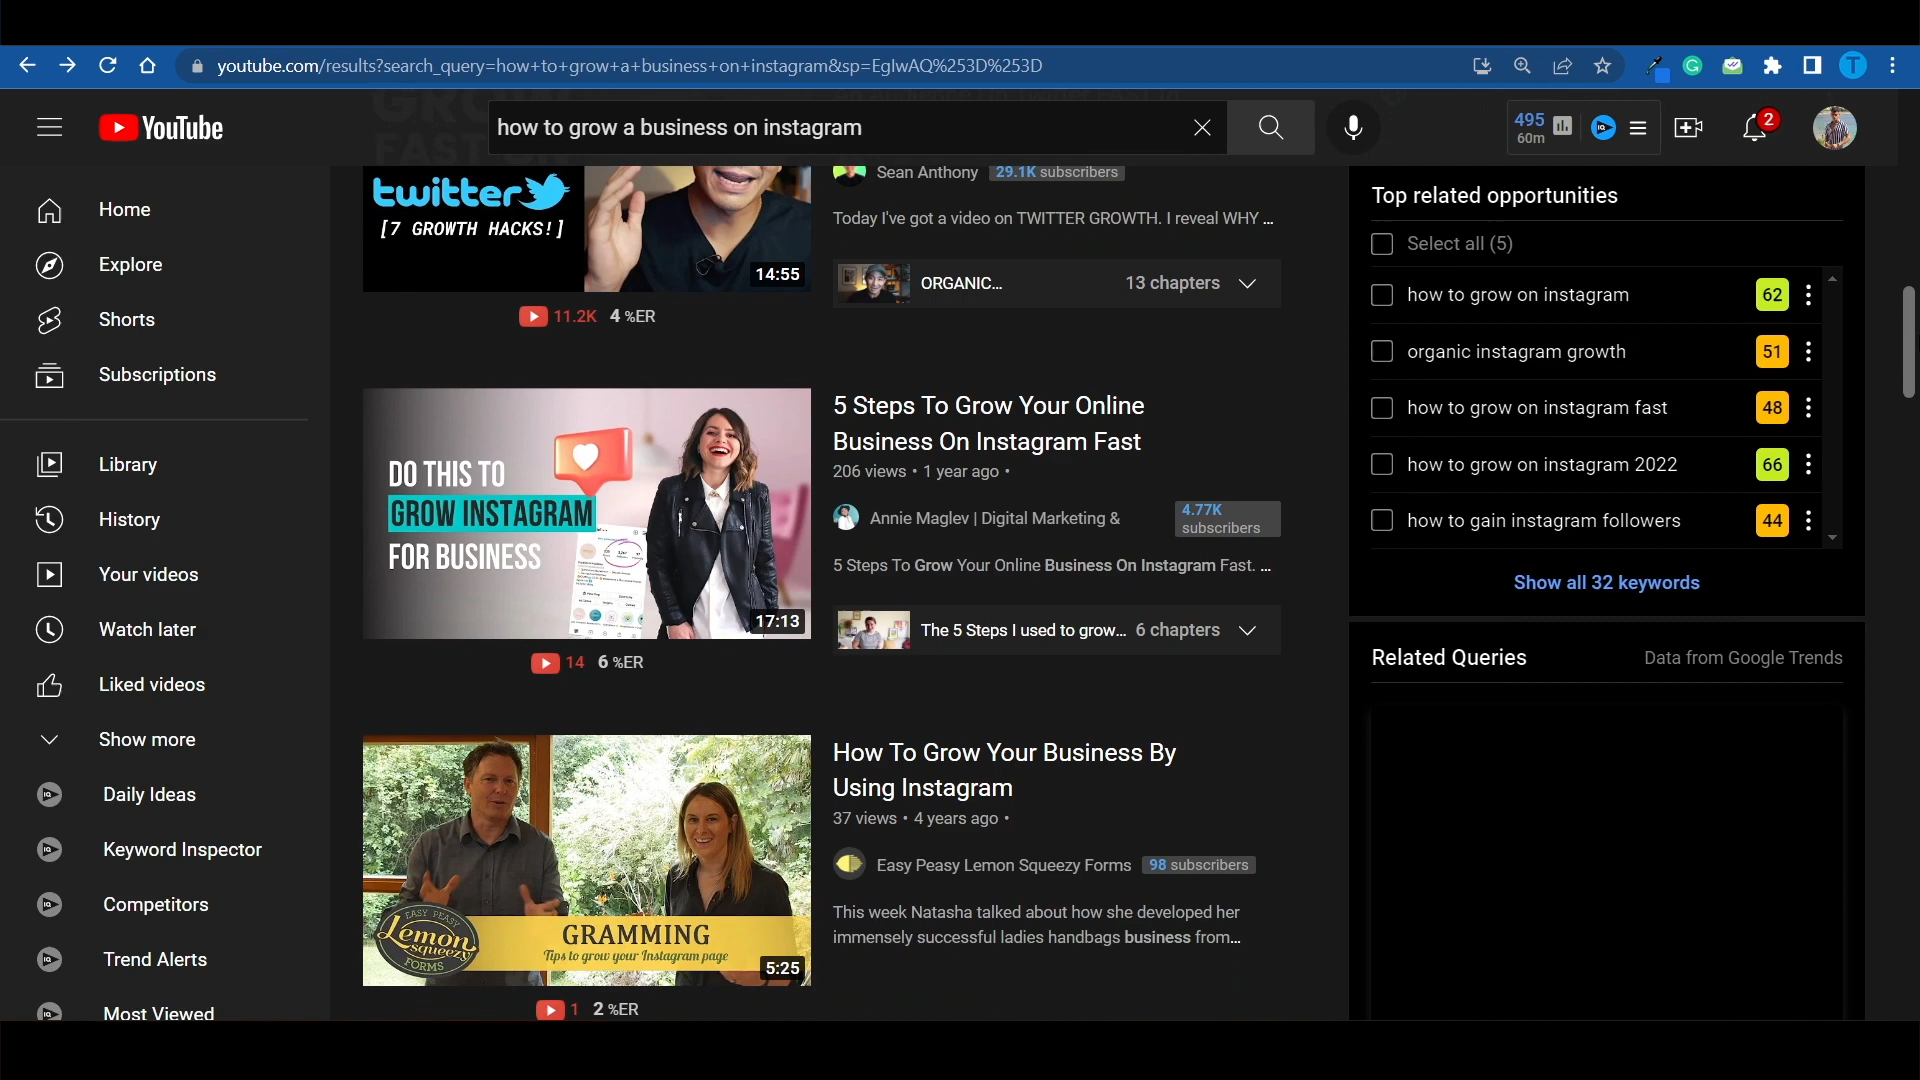 youtube.com/results?search_query=how+to+grow+a+business+on+instagram&sp=EgIwAQ%253D%253D
T
YouTube
how to grow a business on instagram
495
60m
2
Home
Explore
Shorts
Subscriptions
Library
History
Your videos
Watch later
Liked videos
Show more
Daily Ideas
Keyword Inspector
Competitors
Trend Alerts
Most Viewed
FAST ON
twitter
[7 GROWTH HACKS!]
14:55
11.2K 4 %ER
Sean Anthony 29.1K subscribers
Today I've got a video on TWITTER GROWTH. I reveal WHY ...
ORGANIC... 13 chapters
DO THIS TO
GROW INSTAGRAM
FOR BUSINESS
17:13
14 6 %ER
5 Steps To Grow Your Online
Business On Instagram Fast
206 views • 1 year ago •
Annie Maglev | Digital Marketing & 4.77K
subscribers
5 Steps To Grow Your Online Business On Instagram Fast. ...
The 5 Steps I used to grow... 6 chapters
EASY PEASY
Lemon
squeezy
FORMS
GRAMMING
Tips to grow your Instagram page
5:25
1 2 %ER
How To Grow Your Business By
Using Instagram
37 views • 4 years ago •
Easy Peasy Lemon Squeezy Forms 98 subscribers
This week Natasha talked about how she developed her
immensely successful ladies handbags business from...
Top related opportunities
Select all (5)
how to grow on instagram 62
organic instagram growth 51
how to grow on instagram fast 48
how to grow on instagram 2022 66
how to gain instagram followers 44
Show all 32 keywords
Related Queries Data from Google Trends